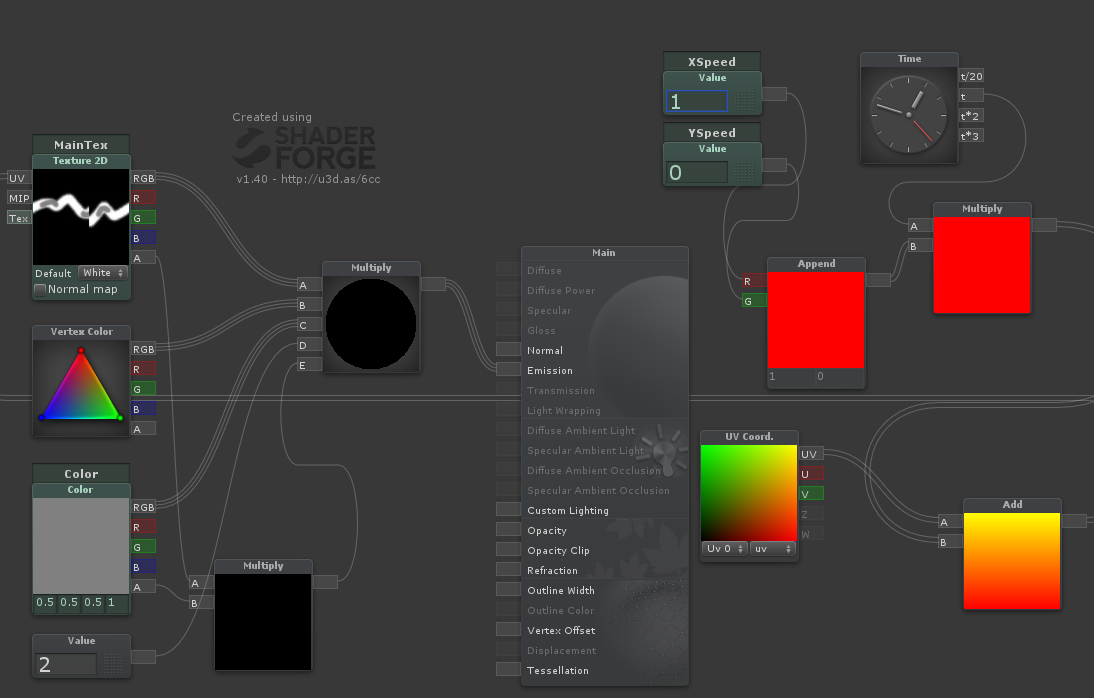 XSpeed
Value
1
YSpeed
Value
0
Time
t/20
t
t*2
t*3
Created using
SHADER
FORGE
v1.40 - http://u3d.as/6cc
MainTex
Texture 2D
UV
MIP
Tex
RGB
R
G
B
A
Default White
Normal map
Vertex Color
RGB
R
G
B
A
Color
Color
RGB
R
G
B
A
0.5 0.5 0.5 1
Value
2
Multiply
A
B
C
D
E
Multiply
A
B
Main
Diffuse
Diffuse Power
Specular
Gloss
Normal
Emission
Transmission
Light Wrapping
Diffuse Ambient Light
Specular Ambient Light
Diffuse Ambient Occlusion
Specular Ambient Occlusion
Custom Lighting
Opacity
Opacity Clip
Refraction
Outline Width
Outline Color
Vertex Offset
Displacement
Tessellation
Append
R
G
1 0
Multiply
A
B
UV Coord.
UV
U
V
Z
W
Uv 0 uv
Add
A
B